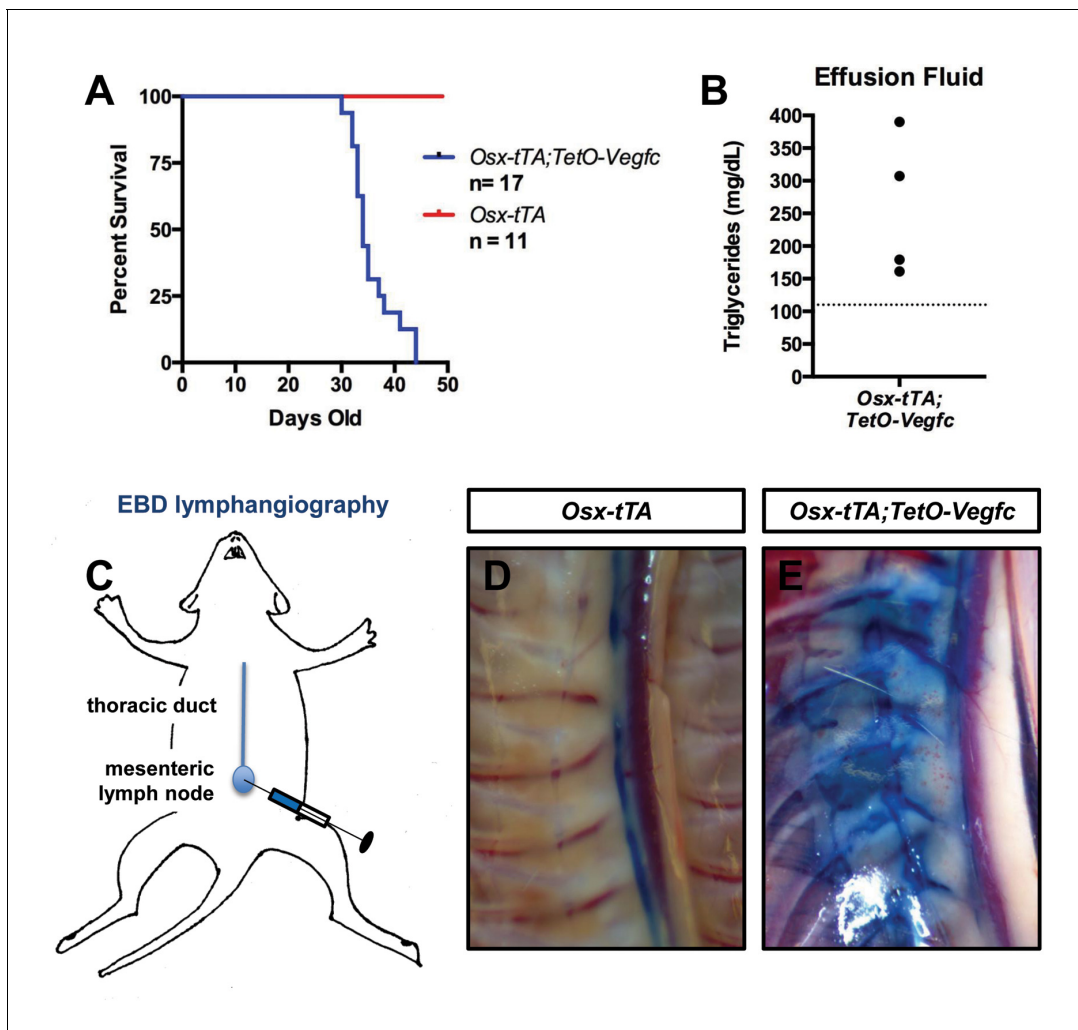 A
100
75
50
25
0
Percent Survival
0 10 20 30 40 50
Days Old
Osx-tTA;TetO-Vegfc
n= 17
Osx-tTA
n = 11
B
Effusion Fluid
400
350
300
250
200
150
100
50
0
Triglycerides (mg/dL)
Osx-tTA;
TetO-Vegfc
EBD lymphangiography
C
thoracic duct
mesenteric
lymph node
Osx-tTA
D
Osx-tTA;TetO-Vegfc
E